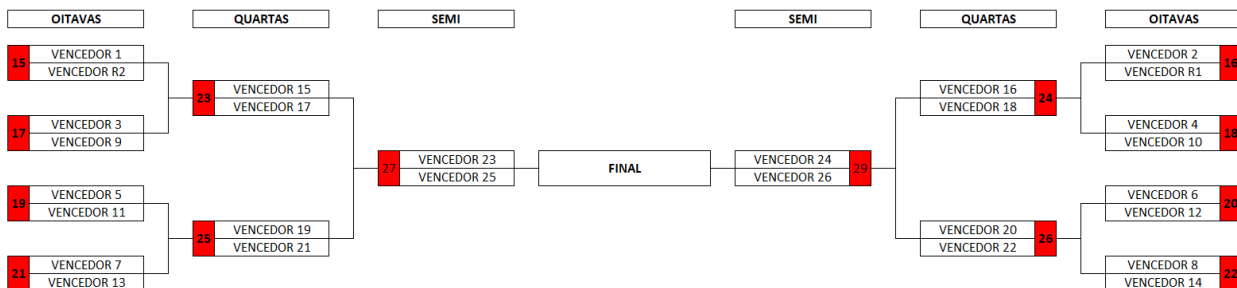 OITAVAS QUARTAS SEMI SEMI QUARTAS OITAVAS
15 VENCEDOR 1 VENCEDOR 2 16
VENCEDOR R2 VENCEDOR R1
23 VENCEDOR 15 VENCEDOR 16 24
VENCEDOR 17 VENCEDOR 18
17 VENCEDOR 3 VENCEDOR 4 18
VENCEDOR 9 VENCEDOR 10
27 VENCEDOR 23 FINAL VENCEDOR 24 29
VENCEDOR 25 VENCEDOR 26
19 VENCEDOR 5 VENCEDOR 6 20
VENCEDOR 11 VENCEDOR 12
25 VENCEDOR 19 VENCEDOR 20 26
VENCEDOR 21 VENCEDOR 22
21 VENCEDOR 7 VENCEDOR 8 22
VENCEDOR 13 VENCEDOR 14